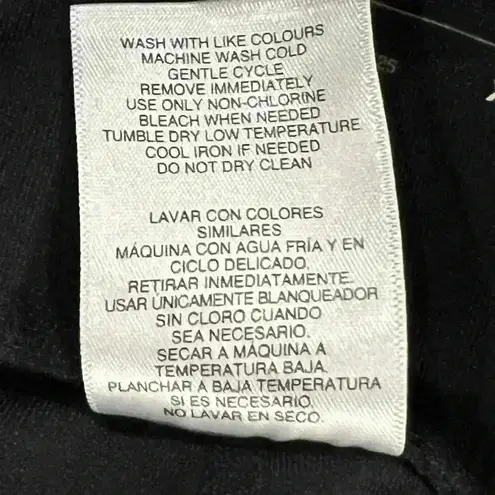 WASH WITH LIKE COLOURS
MACHINE WASH COLD
GENTLE CYCLE
REMOVE IMMEDIATELY
USE ONLY NON-CHLORINE
BLEACH WHEN NEEDED
TUMBLE DRY LOW TEMPERATURE
COOL IRON IF NEEDED
DO NOT DRY CLEAN
LAVAR CON COLORES
SIMILARES
MÁQUINA CON AGUA FRÍA Y EN
CICLO DELICADO.
RETIRAR INMEDIATAMENTE.
USAR ÚNICAMENTE BLANQUEADOR
SIN CLORO CUANDO
SEA NECESARIO.
SECAR A MÁQUINA A
TEMPERATURA BAJA.
PLANCHAR A BAJA TEMPERATURA
SI ES NECESARIO.
NO LAVAR EN SECO.